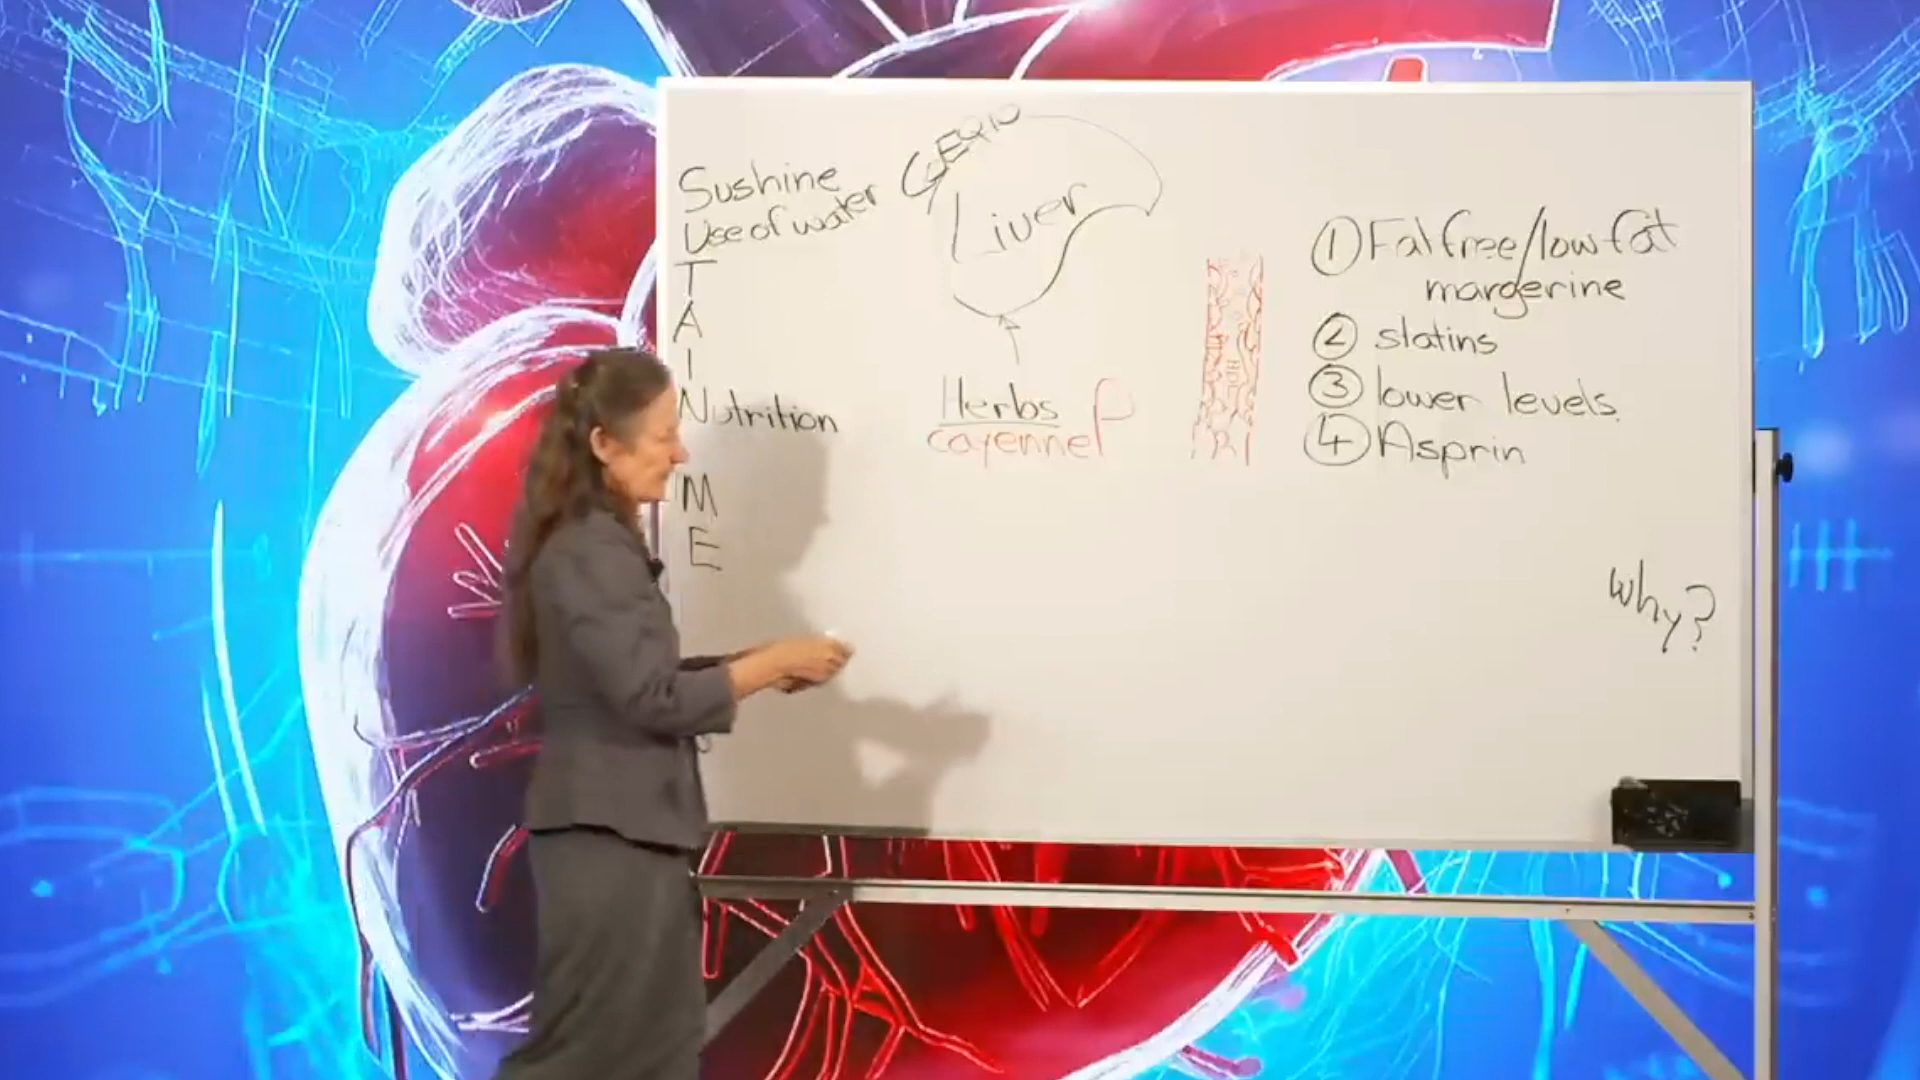 Sushine
Use of water
T
A
I
Nutrition
M
E
Liver
Herbs
cayenne
① Fat free/low fat
margerine
② statins
③ lower levels
④ Asprin
why?